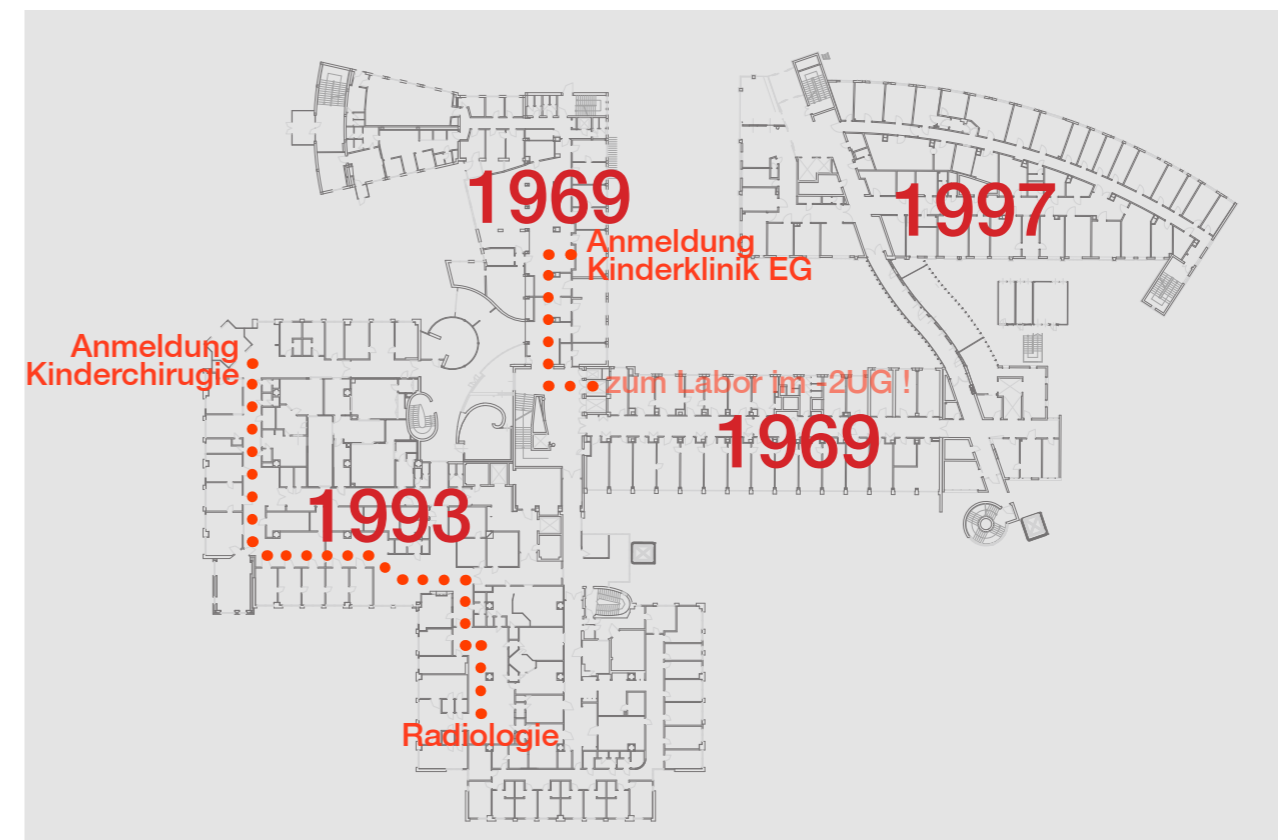 1969
1997
Anmeldung
Kinderklinik EG
Anmeldung
Kinderchirugie
zum Labor im -2UG !
1969
1993
Radiologie